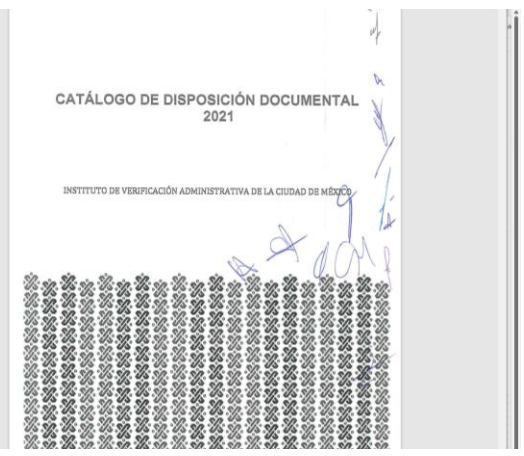 CATÁLOGO DE DISPOSICIÓN DOCUMENTAL
2021
INSTITUTO DE VERIFICACIÓN ADMINISTRATIVA DE LA CIUDAD DE MÉXICO